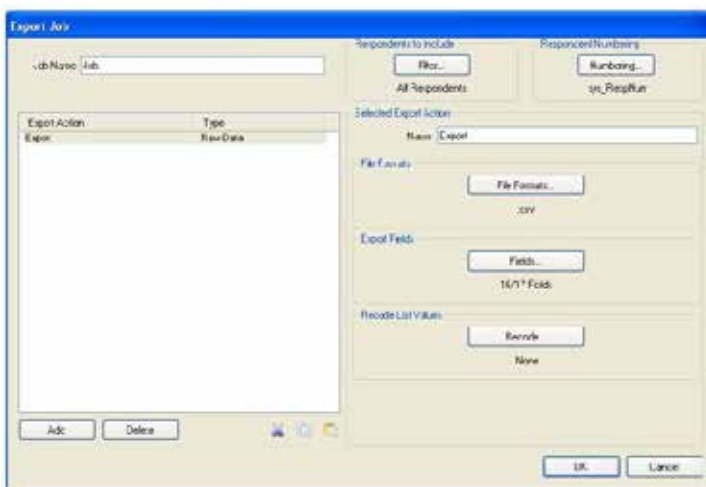 Export Job
Job Name Job
Respondents to Include
Filter...
All Respondents
Respondent Numbering
Numbering...
sys_RespNum
Export Action Type
Export Raw Data
Selected Export Action
Name Export
File Formats
File Formats...
.csv
Export Fields
Fields...
Fields
Recode List Values
Recode
None
Add Delete
OK Cancel